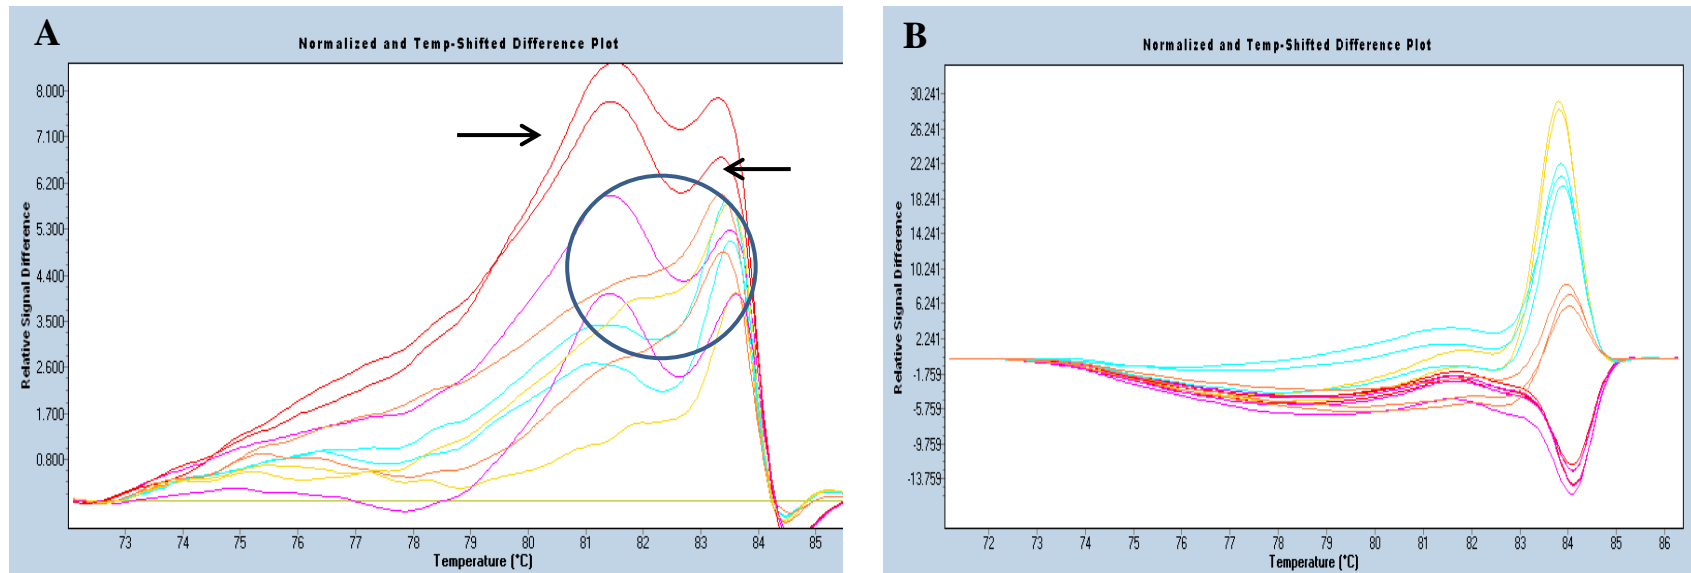 A
Normalized and Temp-Shifted Difference Plot
Relative Signal Difference
8.000
7.100
6.200
5.300
4.400
3.500
2.600
1.700
0.800
73 74 75 76 77 78 79 80 81 82 83 84 85
Temperature (°C)
B
Normalized and Temp-Shifted Difference Plot
Relative Signal Difference
30.241
26.241
22.241
18.241
14.241
10.241
6.241
2.241
-1.759
-5.759
-9.759
-13.759
72 73 74 75 76 77 78 79 80 81 82 83 84 85 86
Temperature (°C)